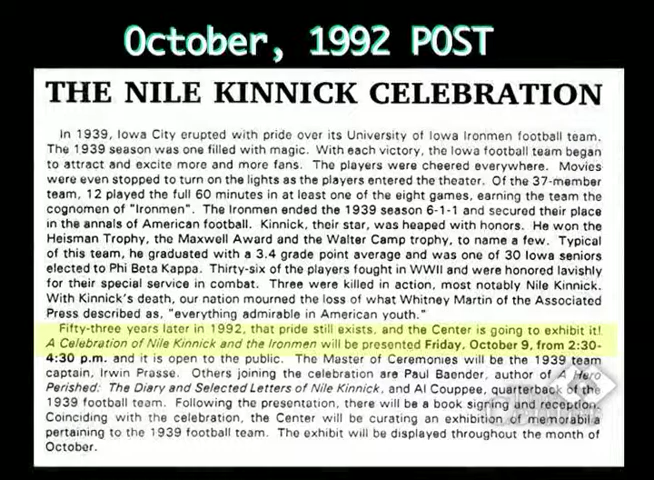 October, 1992 POST
THE NILE KINNICK CELEBRATION
In 1939, Iowa City erupted with pride over its University of Iowa Ironmen football team.
The 1939 season was one filled with magic. With each victory, the Iowa football team began
to attract and excite more and more fans. The players were cheered everywhere. Movies
were even stopped to turn on the lights as the players entered the theater. Of the 37-member
team, 12 played the full 60 minutes in at least one of the eight games, earning the team the
cognomen of "Ironmen". The Ironmen ended the 1939 season 6-1-1 and secured their place
in the annals of American football. Kinnick, their star, was heaped with honors. He won the
Heisman Trophy, the Maxwell Award and the Walter Camp trophy, to name a few. Typical
of this team, he graduated with a 3.4 grade point average and was one of 30 Iowa seniors
elected to Phi Beta Kappa. Thirty-six of the players fought in WWII and were honored lavishly
for their special service in combat. Three were killed in action, most notably Nile Kinnick.
With Kinnick's death, our nation mourned the loss of what Whitney Martin of the Associated
Press described as, "everything admirable in American youth."
Fifty-three years later in 1992, that pride still exists, and the Center is going to exhibit it!
A Celebration of Nile Kinnick and the Ironmen will be presented Friday, October 9, from 2:30-
4:30 p.m. and it is open to the public. The Master of Ceremonies will be the 1939 team
captain, Irwin Prasse. Others joining the celebration are Paul Baender, author of A Hero
Perished: The Diary and Selected Letters of Nile Kinnick, and Al Couppee, quarterback of the
1939 football team. Following the presentation, there will be a book signing and reception.
Coinciding with the celebration, the Center will be curating an exhibition of memorabilia
pertaining to the 1939 football team. The exhibit will be displayed throughout the month of
October.